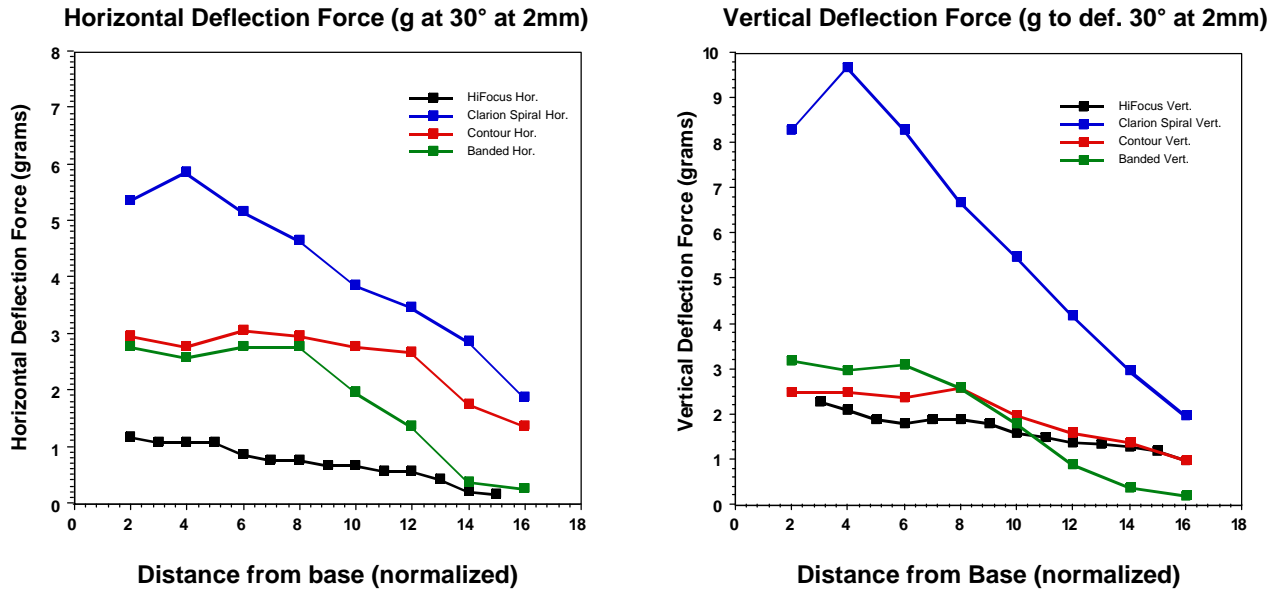 Horizontal Deflection Force (g at 30° at 2mm)
Horizontal Deflection Force (grams)
8
7
6
5
4
3
2
1
0
HiFocus Hor.
Clarion Spiral Hor.
Contour Hor.
Banded Hor.
0 2 4 6 8 10 12 14 16 18
Distance from base (normalized)
Vertical Deflection Force (g to def. 30° at 2mm)
Vertical Deflection Force (grams)
10
9
8
7
6
5
4
3
2
1
0
HiFocus Vert.
Clarion Spiral Vert.
Contour Vert.
Banded Vert.
0 2 4 6 8 10 12 14 16 18
Distance from Base (normalized)